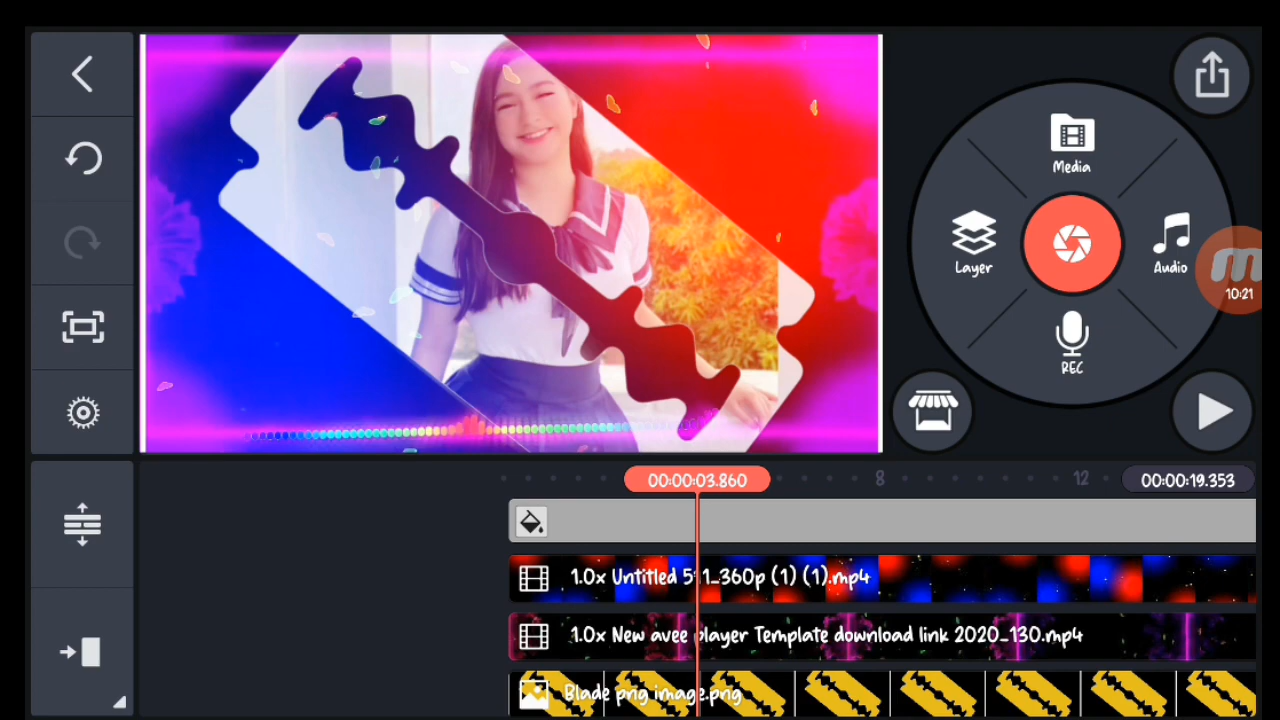 Media
Layer
Audio
10:21
REC
00:00:03.860
8
12
00:00:19.353
1.0x Untitled 5
1_360p (1) (1).mp4
1.0x New avee player Template download link 2020_130.mp4
Blade png image.png